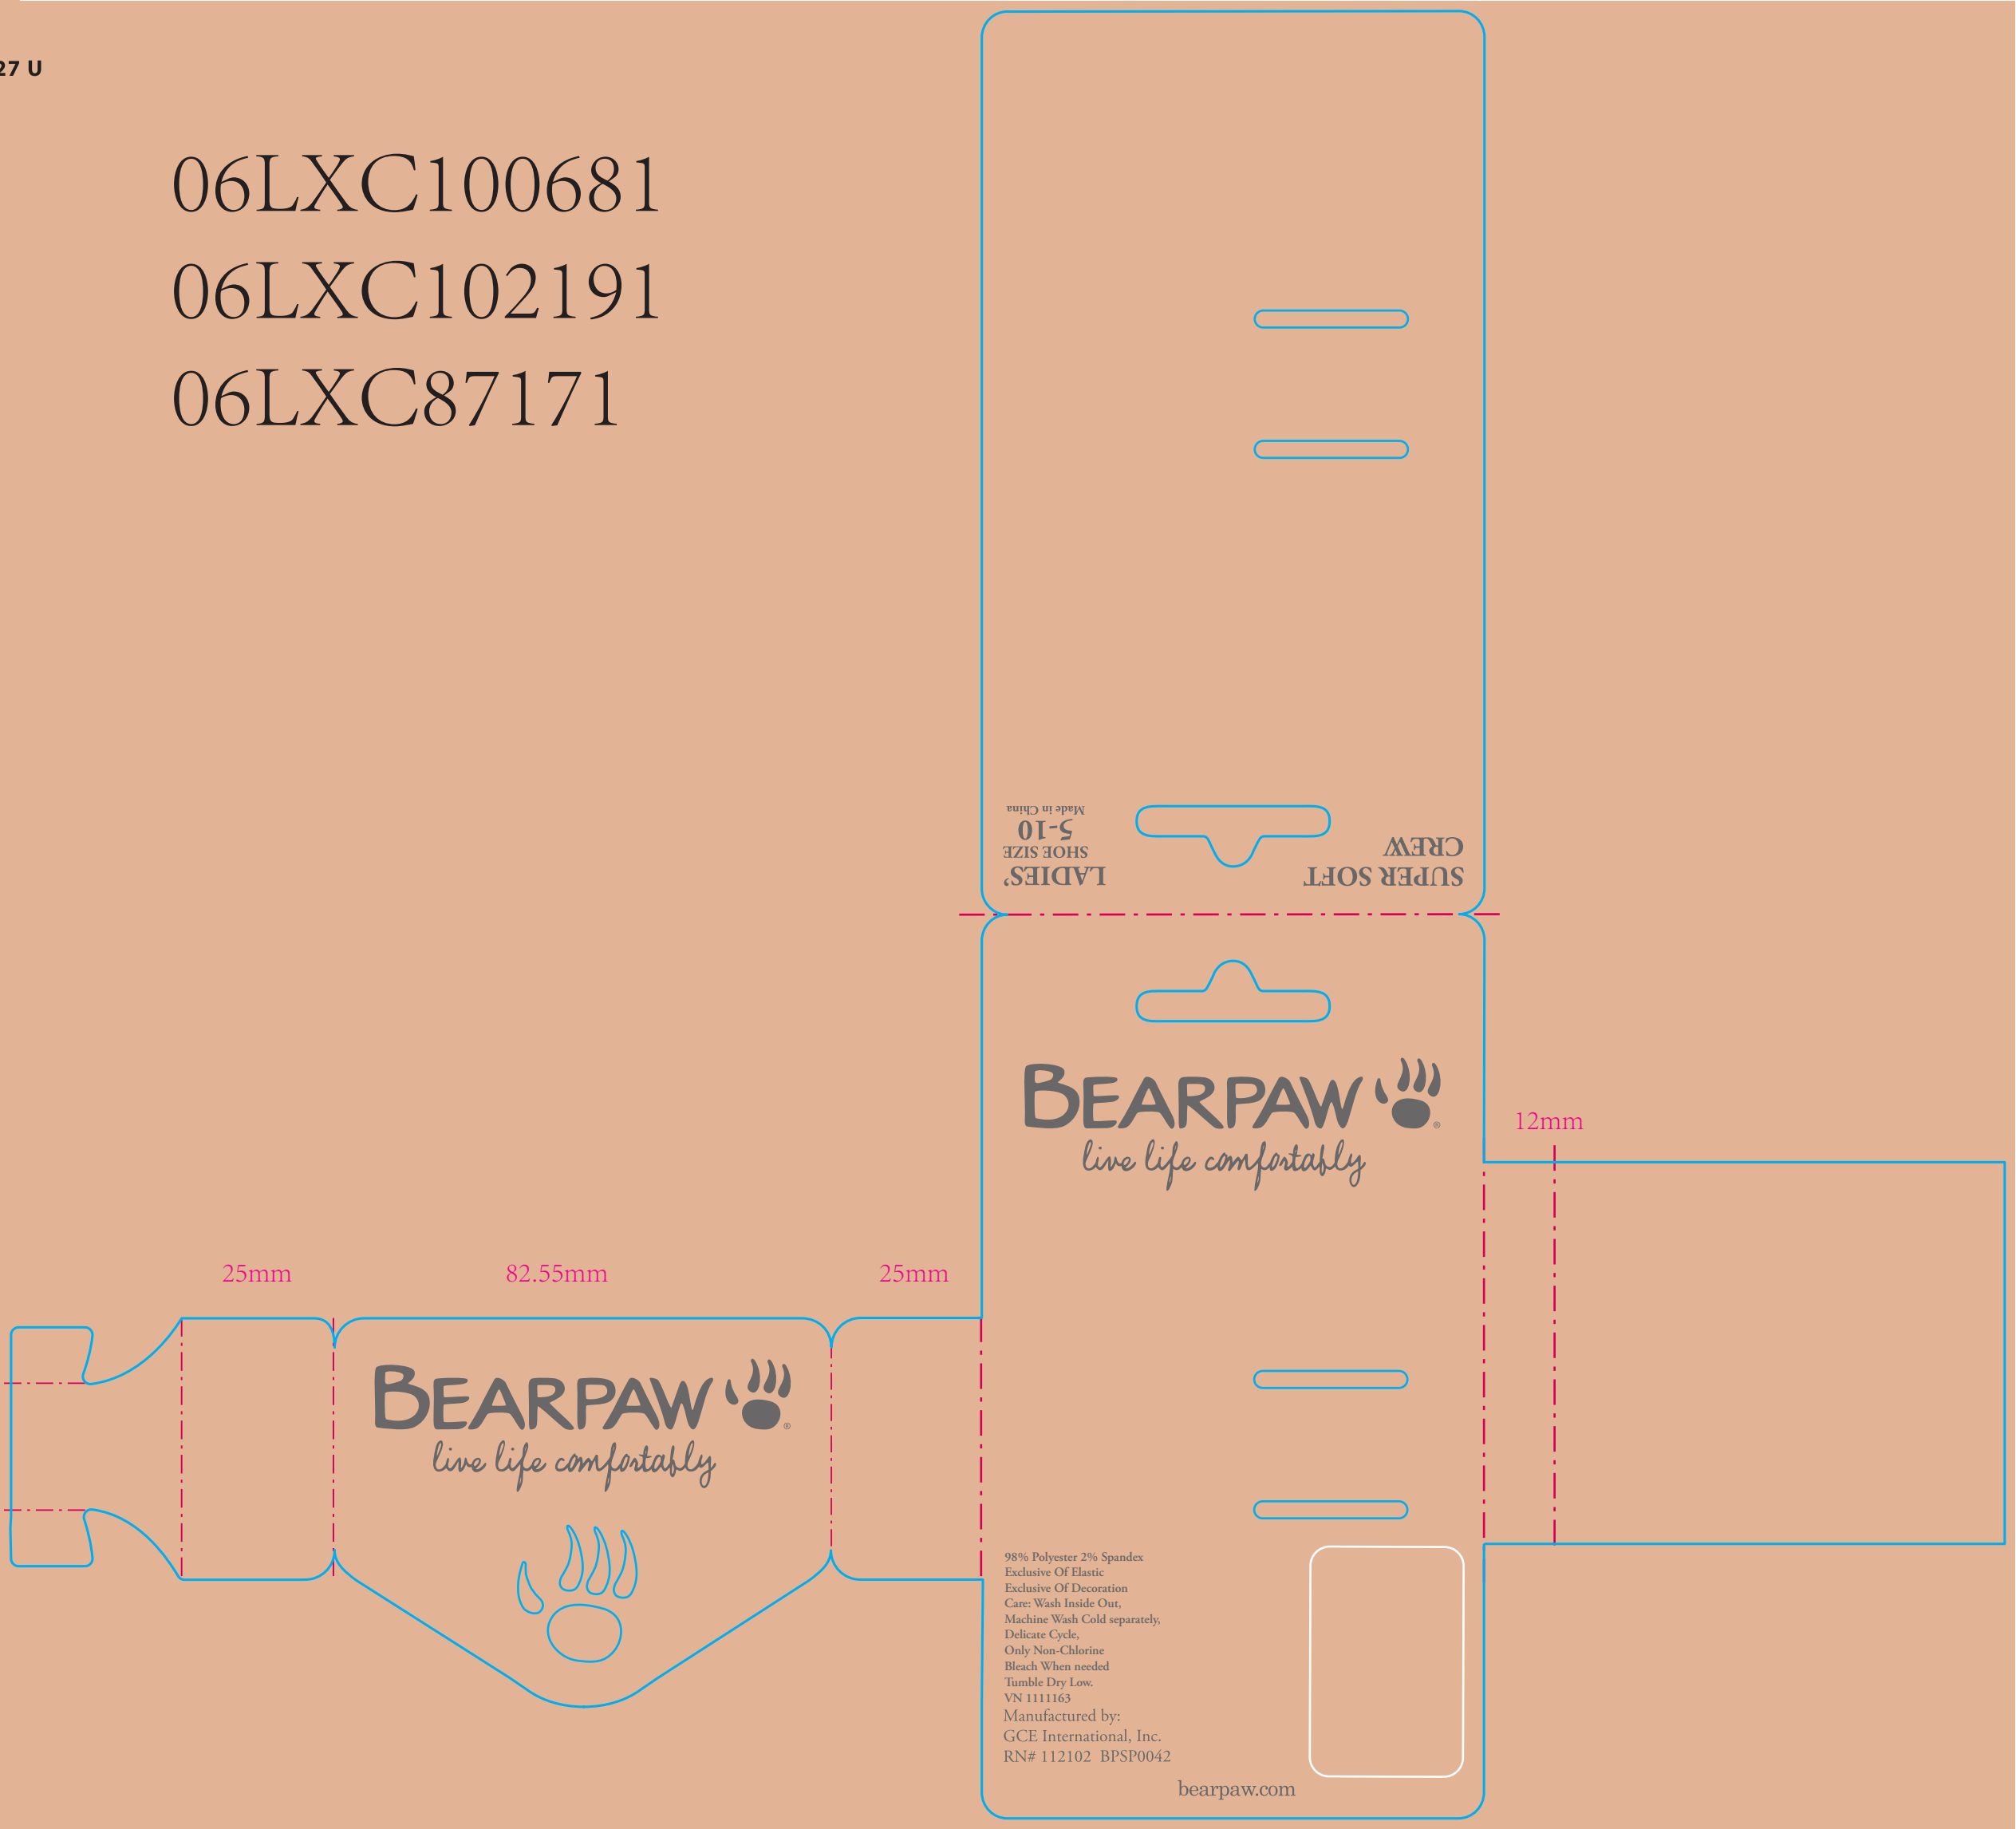 27 U
06LXC100681
06LXC102191
06LXC87171
LADIES'
SHOE SIZE
5-10
Made in China
SUPER SOFT
CREW
BEARPAW ®
live life comfortably
12mm
25mm
82.55mm
25mm
BEARPAW ®
live life comfortably
98% Polyester 2% Spandex
Exclusive Of Elastic
Exclusive Of Decoration
Care: Wash Inside Out,
Machine Wash Cold separately,
Delicate Cycle,
Only Non-Chlorine
Bleach When needed
Tumble Dry Low.
VN 1111163
Manufactured by:
GCE International, Inc.
RN# 112102 BPSP0042
bearpaw.com